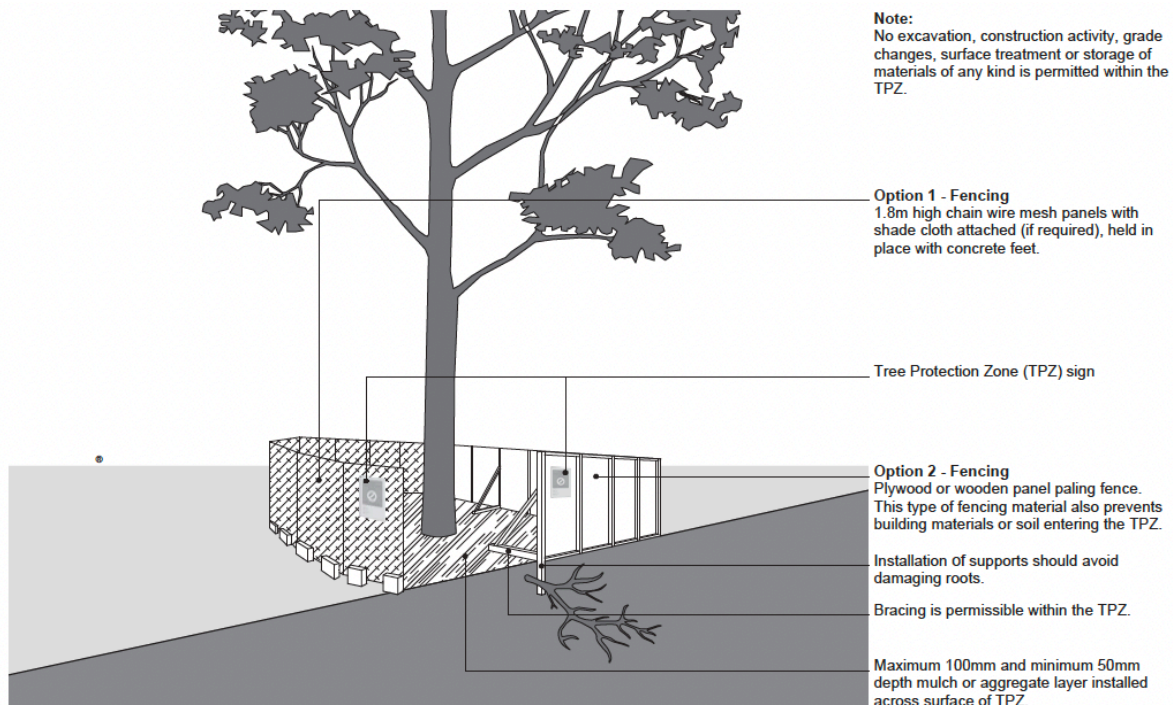 Note:
No excavation, construction activity, grade
changes, surface treatment or storage of
materials of any kind is permitted within the
TPZ.
Option 1 - Fencing
1.8m high chain wire mesh panels with
shade cloth attached (if required), held in
place with concrete feet.
Tree Protection Zone (TPZ) sign
Option 2 - Fencing
Plywood or wooden panel paling fence.
This type of fencing material also prevents
building materials or soil entering the TPZ.
Installation of supports should avoid
damaging roots.
Bracing is permissible within the TPZ.
Maximum 100mm and minimum 50mm
depth mulch or aggregate layer installed
across surface of TPZ.